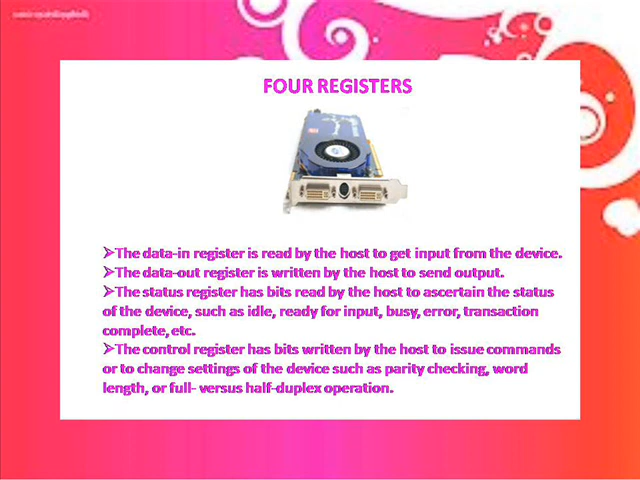 FOUR REGISTERS
➢The data-in register is read by the host to get input from the device.
➢The data-out register is written by the host to send output.
➢The status register has bits read by the host to ascertain the status
of the device, such as idle, ready for input, busy, error, transaction
complete, etc.
➢The control register has bits written by the host to issue commands
or to change settings of the device such as parity checking, word
length, or full- versus half-duplex operation.